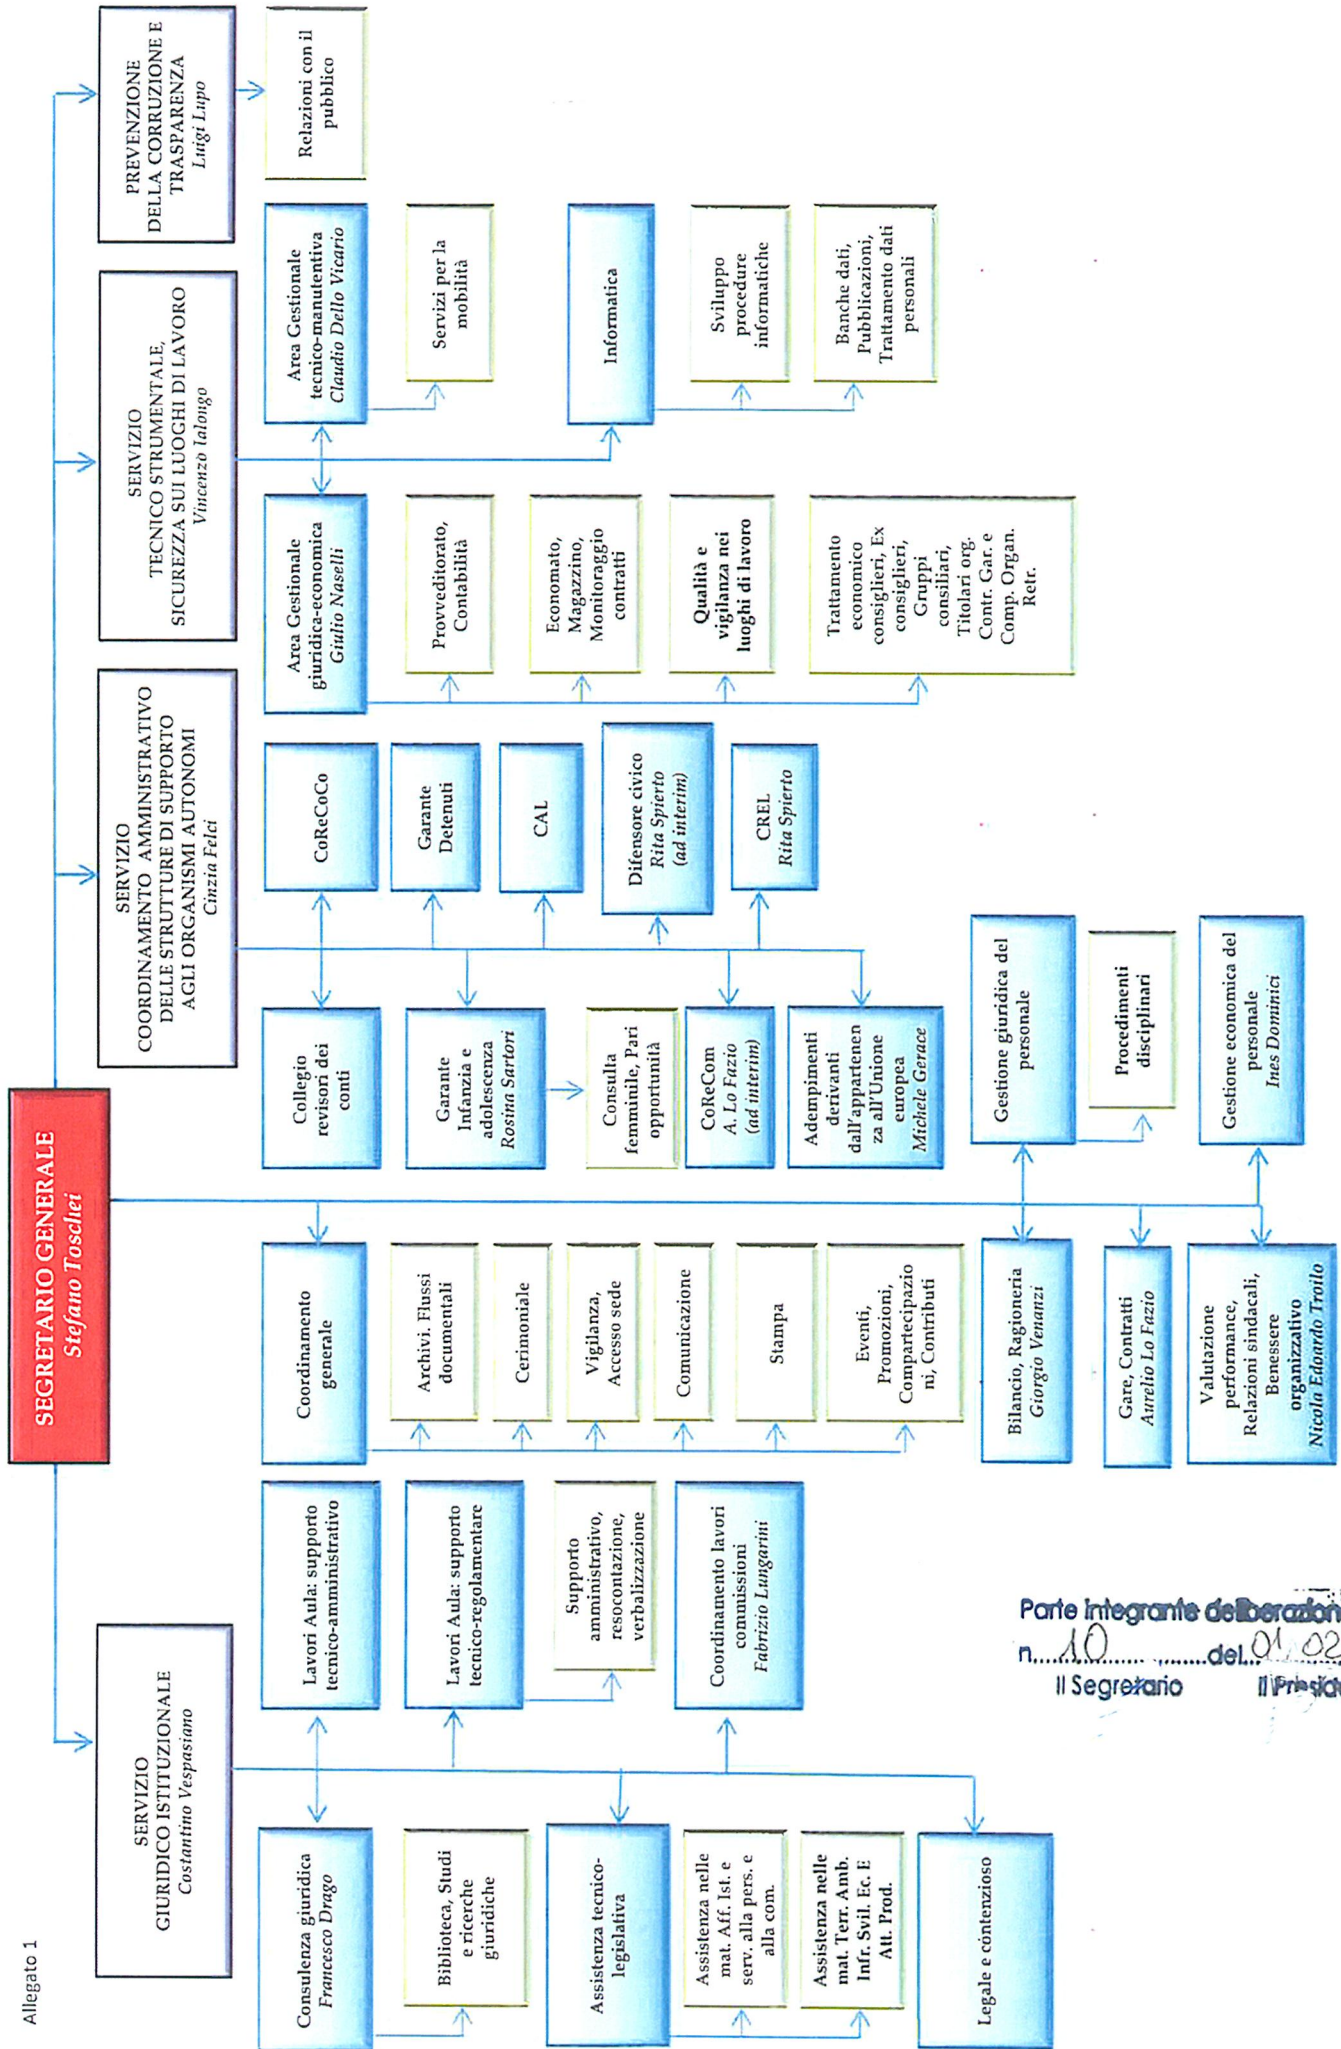 Allegato 1
SEGRETARIO GENERALE
Stefano Toschei
SERVIZIO
GIURIDICO ISTITUZIONALE
Costantino Vespasiano
SERVIZIO
COORDINAMENTO AMMINISTRATIVO
DELLE STRUTTURE DI SUPPORTO
AGLI ORGANISMI AUTONOMI
Cinzia Felci
SERVIZIO
TECNICO STRUMENTALE,
SICUREZZA SUI LUOGHI DI LAVORO
Vincenzo Ialongo
PREVENZIONE
DELLA CORRUZIONE E
TRASPARENZA
Luigi Lupo
Consulenza giuridica
Francesco Drago
Biblioteca, Studi
e ricerche
giuridiche
Assistenza tecnico-
legislativa
Assistenza nelle
mat. Aff. Ist. e
serv. alla pers. e
alla com.
Assistenza nelle
mat. Terr. Amb.
Infr. Svil. Ec. E
Att. Prod.
Legale e contenzioso
Lavori Aula: supporto
tecnico-amministrativo
Lavori Aula: supporto
tecnico-regolamentare
Supporto
amministrativo,
resocontazione,
verbalizzazione
Coordinamento lavori
commissioni
Fabrizio Lungarini
Coordinamento
generale
Archivi. Flussi
documentali
Cerimoniale
Vigilanza,
Accesso sede
Comunicazione
Stampa
Eventi,
Promozioni,
Compartecipazio
ni, Contributi
Bilancio, Ragioneria
Giorgio Venanzi
Gare, Contratti
Aurelio Lo Fazio
Valutazione
performance,
Relazioni sindacali,
Benessere
organizzativo
Nicola Edoardo Troilo
Gestione giuridica del
personale
Procedimenti
disciplinari
Gestione economica del
personale
Ines Dominici
Collegio
revisori dei
conti
Garante
Infanzia e
adolescenza
Rosina Sartori
Consulta
femminile, Pari
opportunità
CoReCom
A. Lo Fazio
(ad interim)
Adempimenti
derivanti
dall'appartenen
za all'Unione
europea
Michele Gerace
CoReCoCo
Garante
Detenuti
CAL
Difensore civico
Rita Spierto
(ad interim)
CREL
Rita Spierto
Area Gestionale
giuridica-economica
Giulio Naselli
Provveditorato,
Contabilità
Economato,
Magazzino,
Monitoraggio
contratti
Qualità e
vigilanza nei
luoghi di lavoro
Trattamento
economico
consiglieri, Ex
consiglieri,
Gruppi
consiliari,
Titolari org.
Contr. Gar. e
Comp. Organ.
Retr.
Area Gestionale
tecnico-manutentiva
Claudio Dello Vicario
Servizi per la
mobilità
Informatica
Sviluppo
procedure
informatiche
Banche dati,
Pubblicazioni,
Trattamento dati
personali
Relazioni con il
pubblico
Parte integrante deliberazion
n. 10 del 01/02
Il Segretario